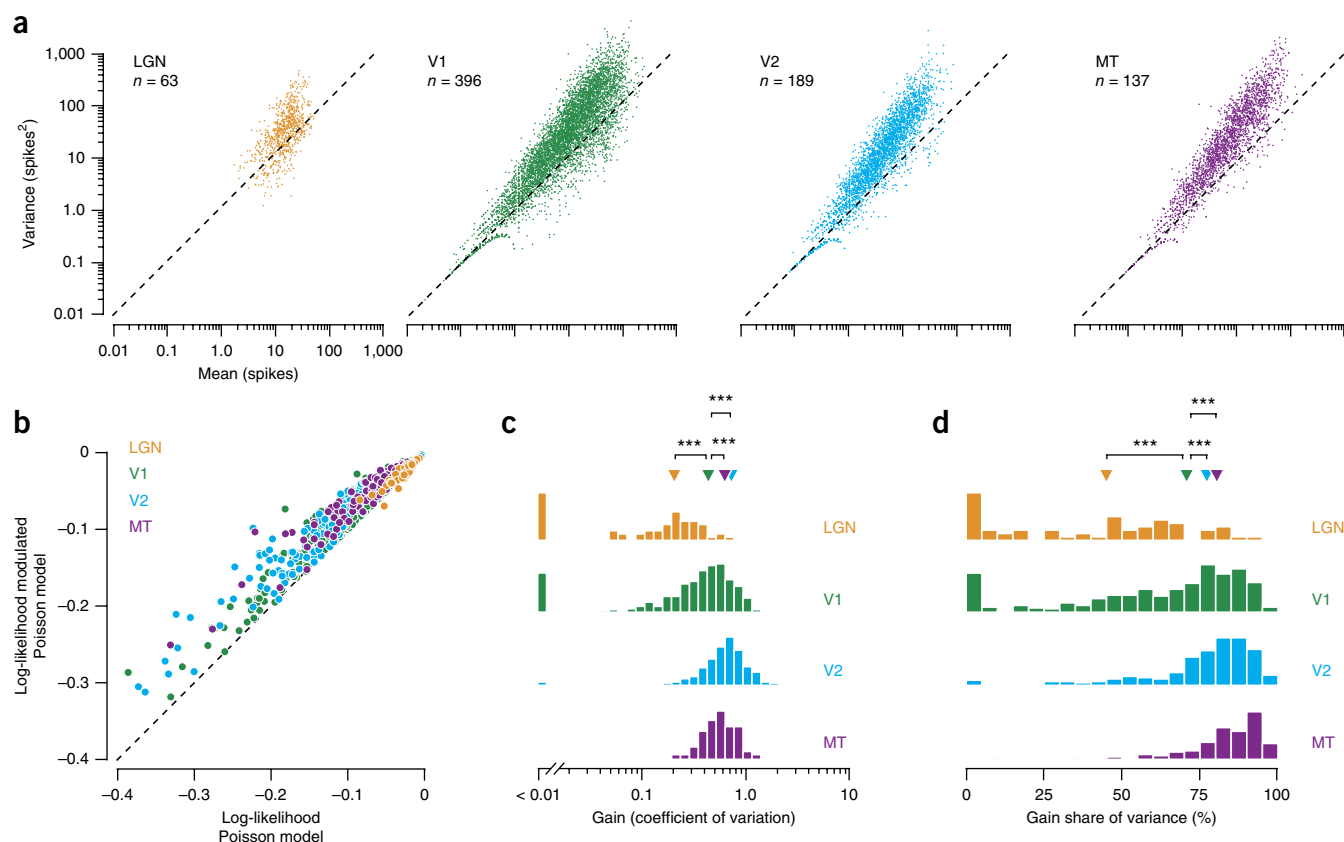 a
LGN
n = 63
V1
n = 396
V2
n = 189
MT
n = 137
Variance (spikes²)
1,000
100
10
1.0
0.1
0.01
0.01 0.1 1.0 10 100 1,000
Mean (spikes)
b
LGN
V1
V2
MT
Log-likelihood modulated
Poisson model
0
−0.1
−0.2
−0.3
−0.4
−0.4 −0.3 −0.2 −0.1 0
Log-likelihood
Poisson model
c
***
*** ***
LGN
V1
V2
MT
< 0.01 0.1 1.0 10
Gain (coefficient of variation)
d
***
*** ***
LGN
V1
V2
MT
0 25 50 75 100
Gain share of variance (%)